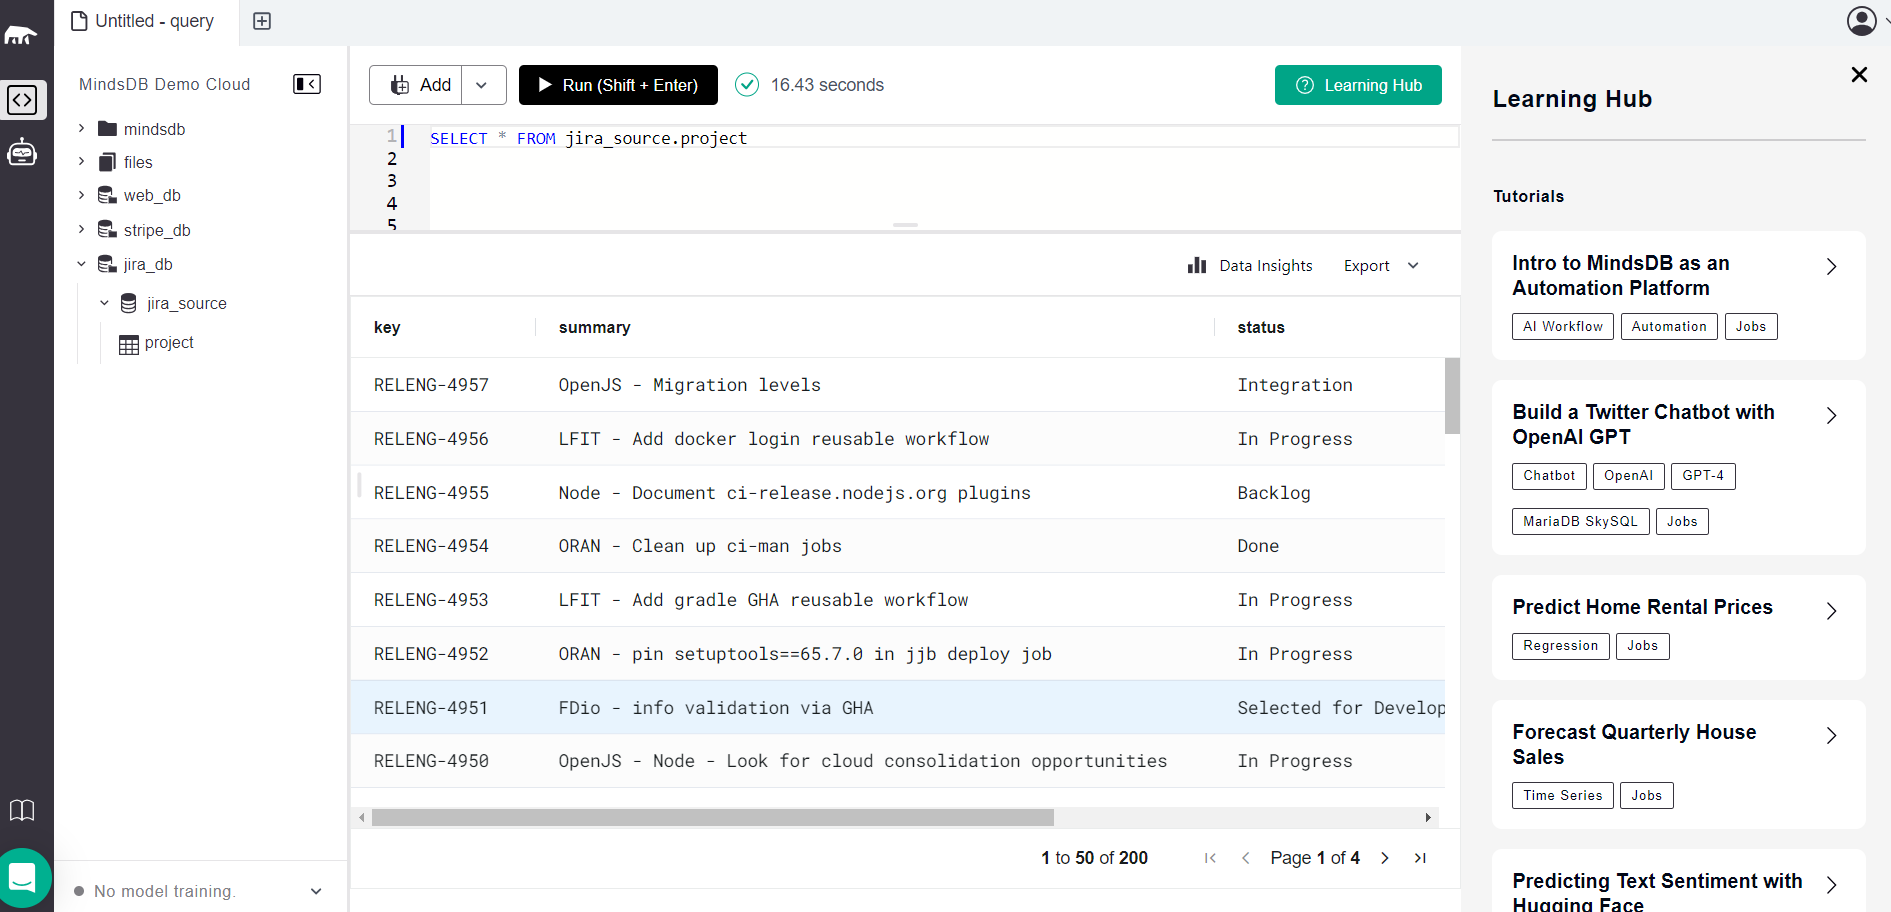 Untitled - query
MindsDB Demo Cloud
mindsdb
files
web_db
stripe_db
jira_db
jira_source
project
No model training.
Add
Run (Shift + Enter)
16.43 seconds
Learning Hub
1 SELECT * FROM jira_source.project
2
3
4
5
Data Insights Export
key summary status
RELENG-4957 OpenJS - Migration levels Integration
RELENG-4956 LFIT - Add docker login reusable workflow In Progress
RELENG-4955 Node - Document ci-release.nodejs.org plugins Backlog
RELENG-4954 ORAN - Clean up ci-man jobs Done
RELENG-4953 LFIT - Add gradle GHA reusable workflow In Progress
RELENG-4952 ORAN - pin setuptools==65.7.0 in jjb deploy job In Progress
RELENG-4951 FDio - info validation via GHA Selected for Develop
RELENG-4950 OpenJS - Node - Look for cloud consolidation opportunities In Progress
1 to 50 of 200 Page 1 of 4
Learning Hub
Tutorials
Intro to MindsDB as an
Automation Platform
AI Workflow Automation Jobs
Build a Twitter Chatbot with
OpenAI GPT
Chatbot OpenAI GPT-4
MariaDB SkySQL Jobs
Predict Home Rental Prices
Regression Jobs
Forecast Quarterly House
Sales
Time Series Jobs
Predicting Text Sentiment with
Hugging Face